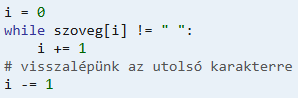 i = 0
while szoveg[i] != " ":
    i += 1
# visszalépünk az utolsó karakterre
i -= 1